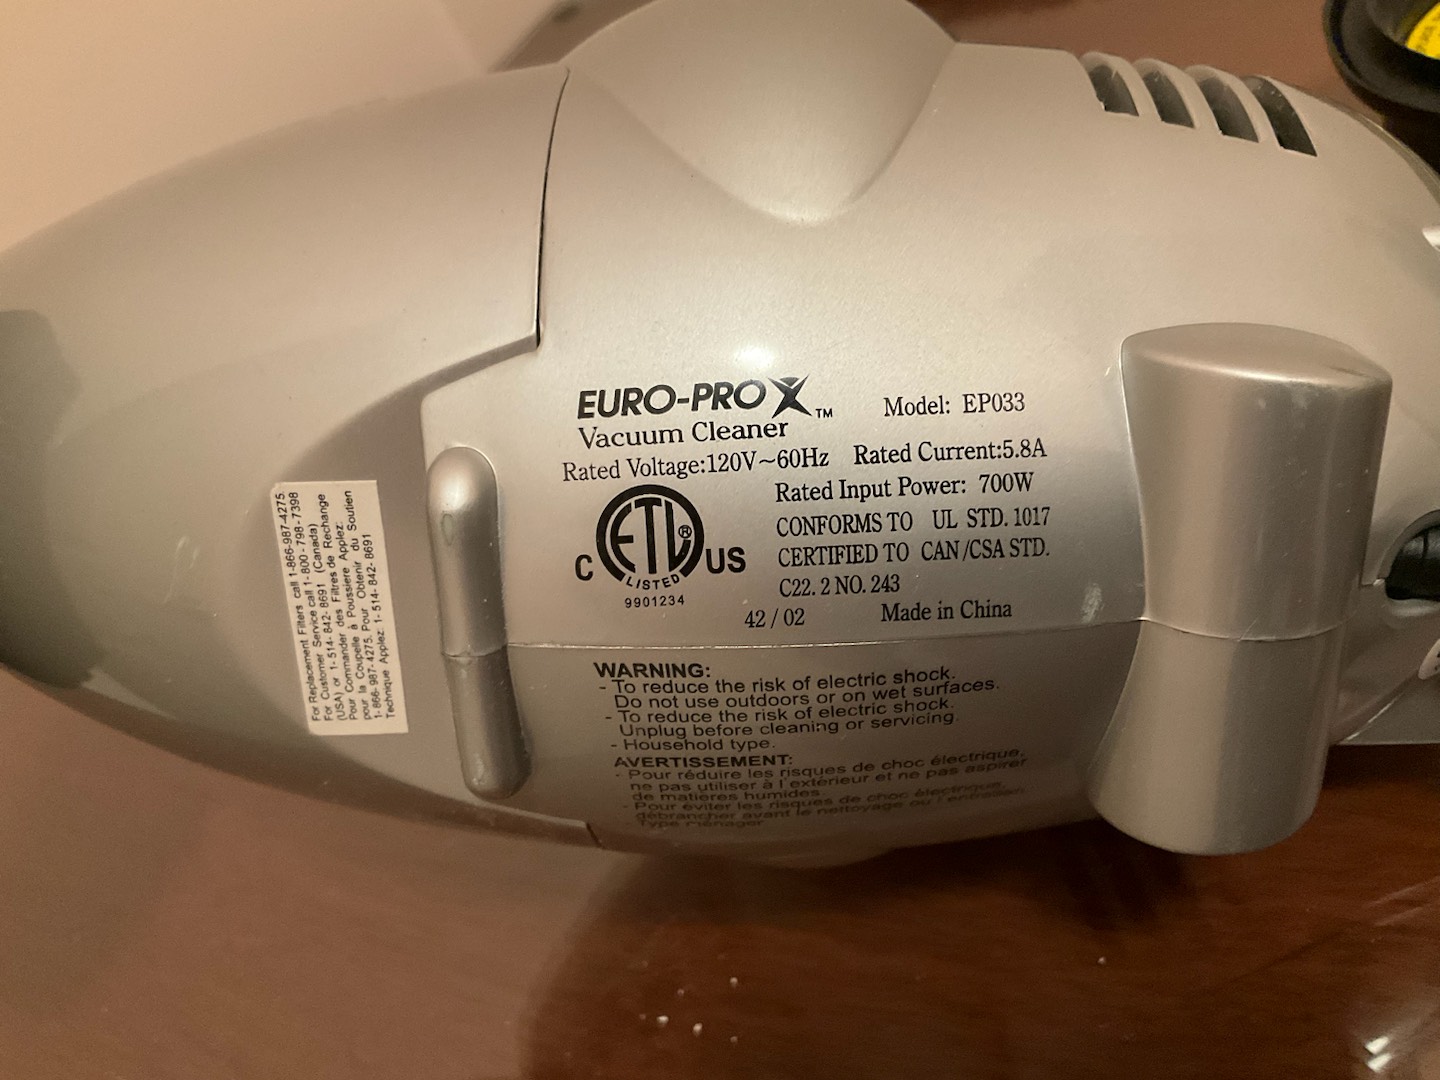 EURO-PRO X™
Model: EP033
Vacuum Cleaner
Rated Voltage:120V~60Hz Rated Current:5.8A
Rated Input Power: 700W
CONFORMS TO UL STD. 1017
CERTIFIED TO CAN/CSA STD.
C22. 2 NO. 243
C ETL® US
LISTED
9901234
42 / 02 Made in China
WARNING:
- To reduce the risk of electric shock.
Do not use outdoors or on wet surfaces.
- To reduce the risk of electric shock.
Unplug before cleaning or servicing.
- Household type.
AVERTISSEMENT:
- Pour réduire les risques de choc électrique,
ne pas utiliser à l'extérieur et ne pas aspirer
de matières humides.
- Pour éviter les risques de choc électrique,
débrancher avant le nettoyage ou l'entretien
Type ménager
For Replacement Filters call 1-866-987-4275.
For Customer Service call 1-800-798-7398
(USA) or 1-514-842-8691 (Canada)
Pour Commander des Filtres de Rechange
pour la Coupelle à Poussiere Applez:
1-866-987-4275. Pour Obtenir du Soutien
Technique Applez: 1-514-842-8691